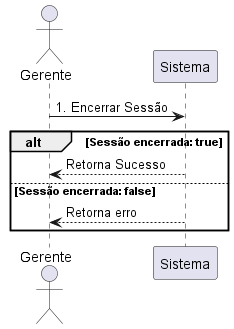 Gerente
Sistema
1. Encerrar Sessão
alt [Sessão encerrada: true]
Retorna Sucesso
[Sessão encerrada: false]
Retorna erro
Gerente
Sistema